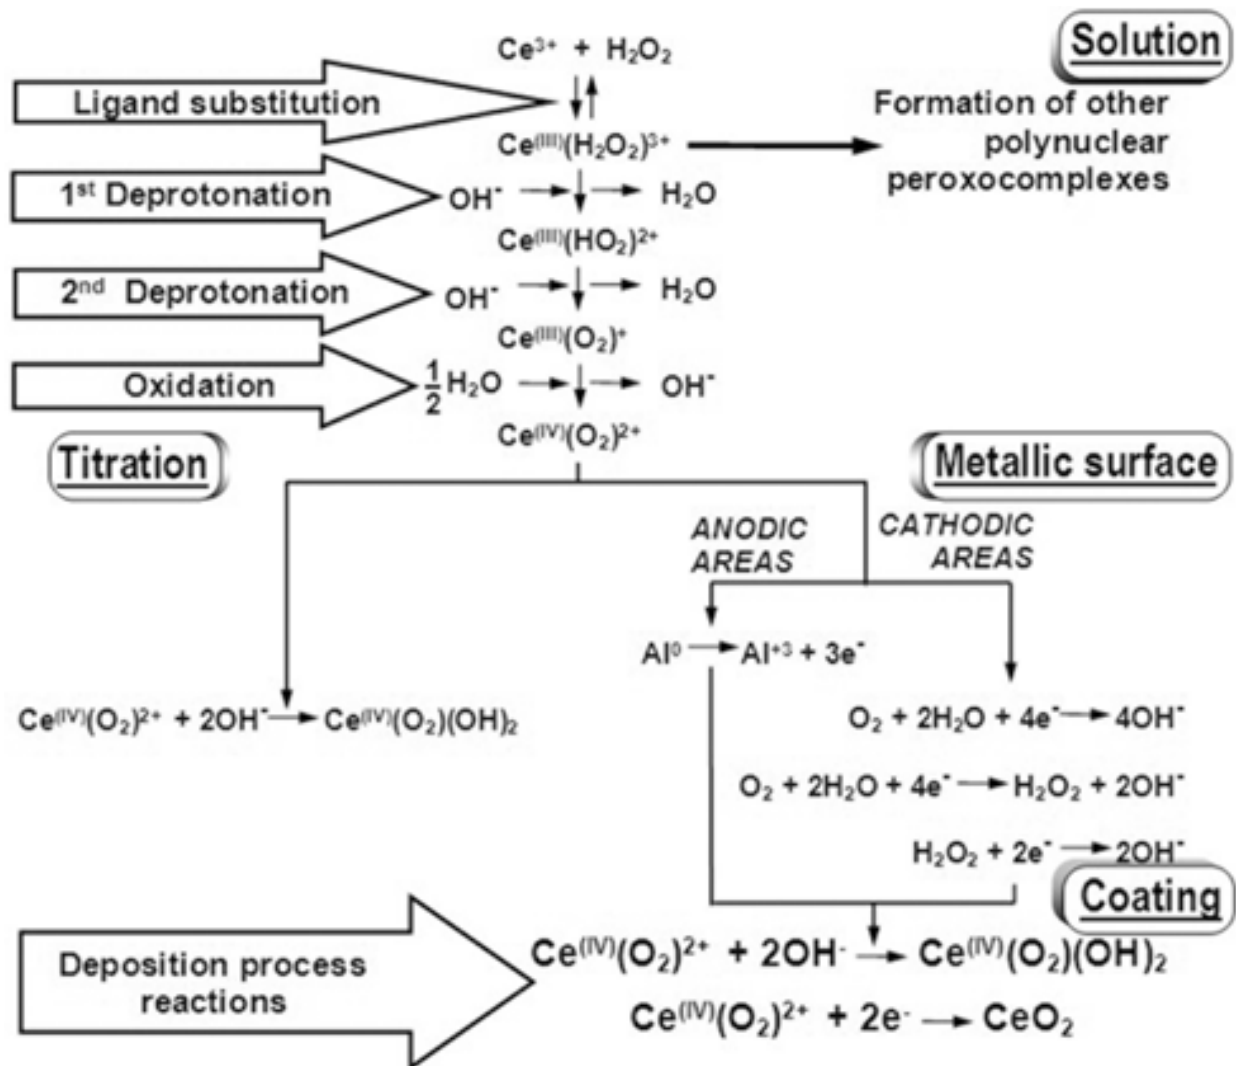 Solution
Ce³⁺ + H₂O₂
Ligand substitution
Formation of other
polynuclear
peroxocomplexes
Ce⁽ᴵᴵᴵ⁾(H₂O₂)³⁺
1ˢᵗ Deprotonation
OH⁻
H₂O
Ce⁽ᴵᴵᴵ⁾(HO₂)²⁺
2ⁿᵈ Deprotonation
OH⁻
H₂O
Ce⁽ᴵᴵᴵ⁾(O₂)⁺
Oxidation
½H₂O
OH⁻
Ce⁽ᴵⱽ⁾(O₂)²⁺
Titration
Metallic surface
ANODIC
AREAS
CATHODIC
AREAS
Al⁰ → Al⁺³ + 3e⁻
Ce⁽ᴵⱽ⁾(O₂)²⁺ + 2OH⁻ → Ce⁽ᴵⱽ⁾(O₂)(OH)₂
O₂ + 2H₂O + 4e⁻ → 4OH⁻
O₂ + 2H₂O + 4e⁻ → H₂O₂ + 2OH⁻
H₂O₂ + 2e⁻ → 2OH⁻
Coating
Deposition process
reactions
Ce⁽ᴵⱽ⁾(O₂)²⁺ + 2OH⁻ → Ce⁽ᴵⱽ⁾(O₂)(OH)₂
Ce⁽ᴵⱽ⁾(O₂)²⁺ + 2e⁻ → CeO₂